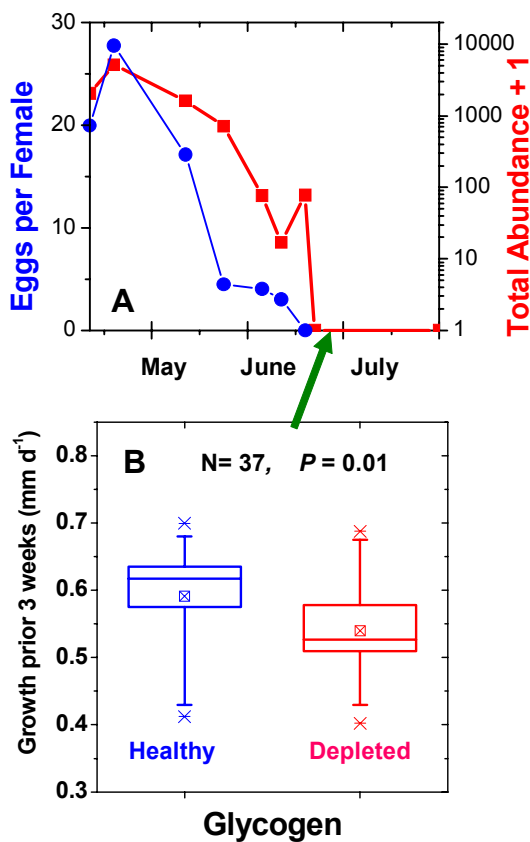 Eggs per Female
30
20
10
0
A
10000
1000
100
10
1
Total Abundance + 1
May June July
Growth prior 3 weeks (mm d⁻¹)
0.8
0.7
0.6
0.5
0.4
0.3
B N= 37, P = 0.01
Healthy Depleted
Glycogen